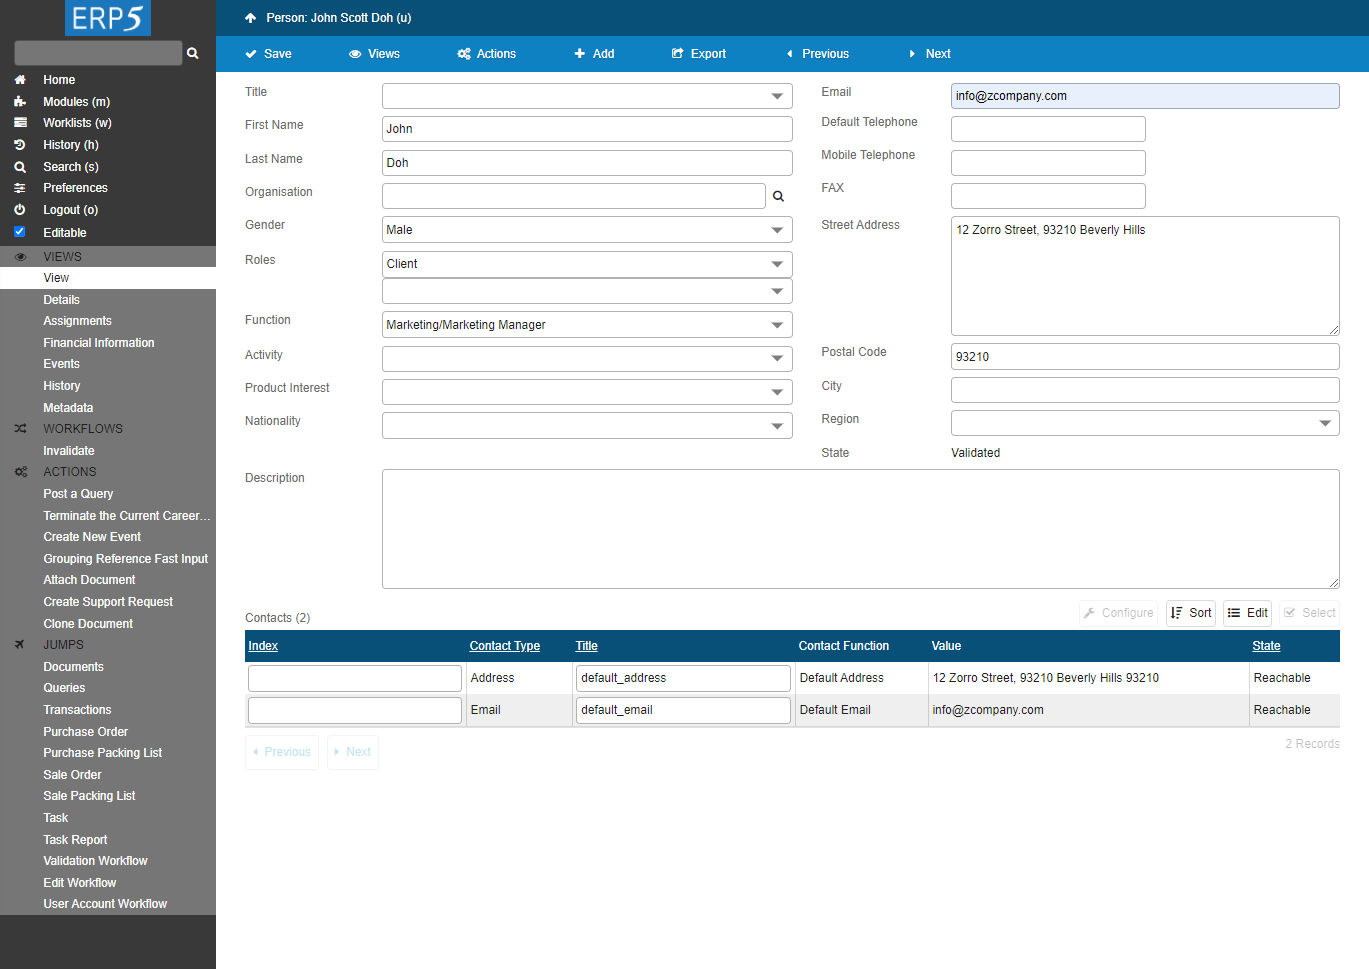 ERP5
Home
Modules (m)
Worklists (w)
History (h)
Search (s)
Preferences
Logout (o)
Editable
VIEWS
View
Details
Assignments
Financial Information
Events
History
Metadata
WORKFLOWS
Invalidate
ACTIONS
Post a Query
Terminate the Current Career...
Create New Event
Grouping Reference Fast Input
Attach Document
Create Support Request
Clone Document
JUMPS
Documents
Queries
Transactions
Purchase Order
Purchase Packing List
Sale Order
Sale Packing List
Task
Task Report
Validation Workflow
Edit Workflow
User Account Workflow
Person: John Scott Doh (u)
Save Views Actions Add Export Previous Next
Title
First Name John
Last Name Doh
Organisation
Gender Male
Roles Client
Function Marketing/Marketing Manager
Activity
Product Interest
Nationality
Email info@zcompany.com
Default Telephone
Mobile Telephone
FAX
Street Address 12 Zorro Street, 93210 Beverly Hills
Postal Code 93210
City
Region
State Validated
Description
Contacts (2) Configure Sort Edit Select
Index Contact Type Title Contact Function Value State
Address default_address Default Address 12 Zorro Street, 93210 Beverly Hills 93210 Reachable
Email default_email Default Email info@zcompany.com Reachable
Previous Next 2 Records